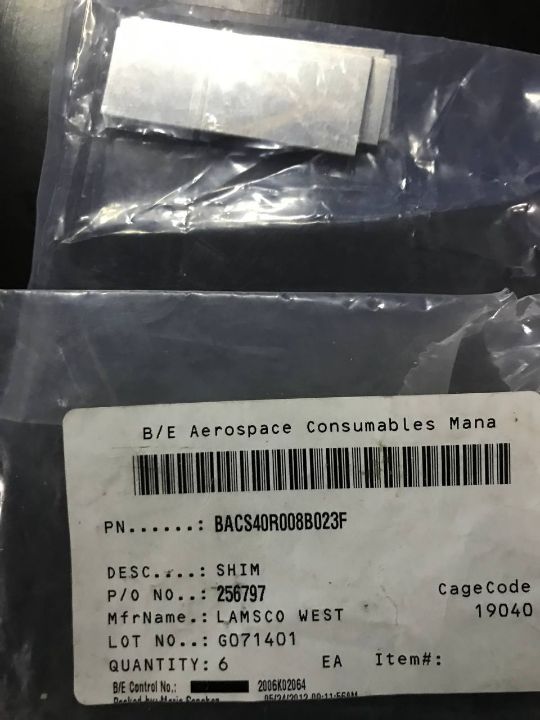 B/E Aerospace Consumables Mana
PN......: BACS40R008B023F
DESC....: SHIM
P/O NO..: 256797
CageCode
MfrName.: LAMSCO WEST
19040
LOT NO..: G071401
QUANTITY: 6 EA Item#:
B/E Control No.: 2006K02064